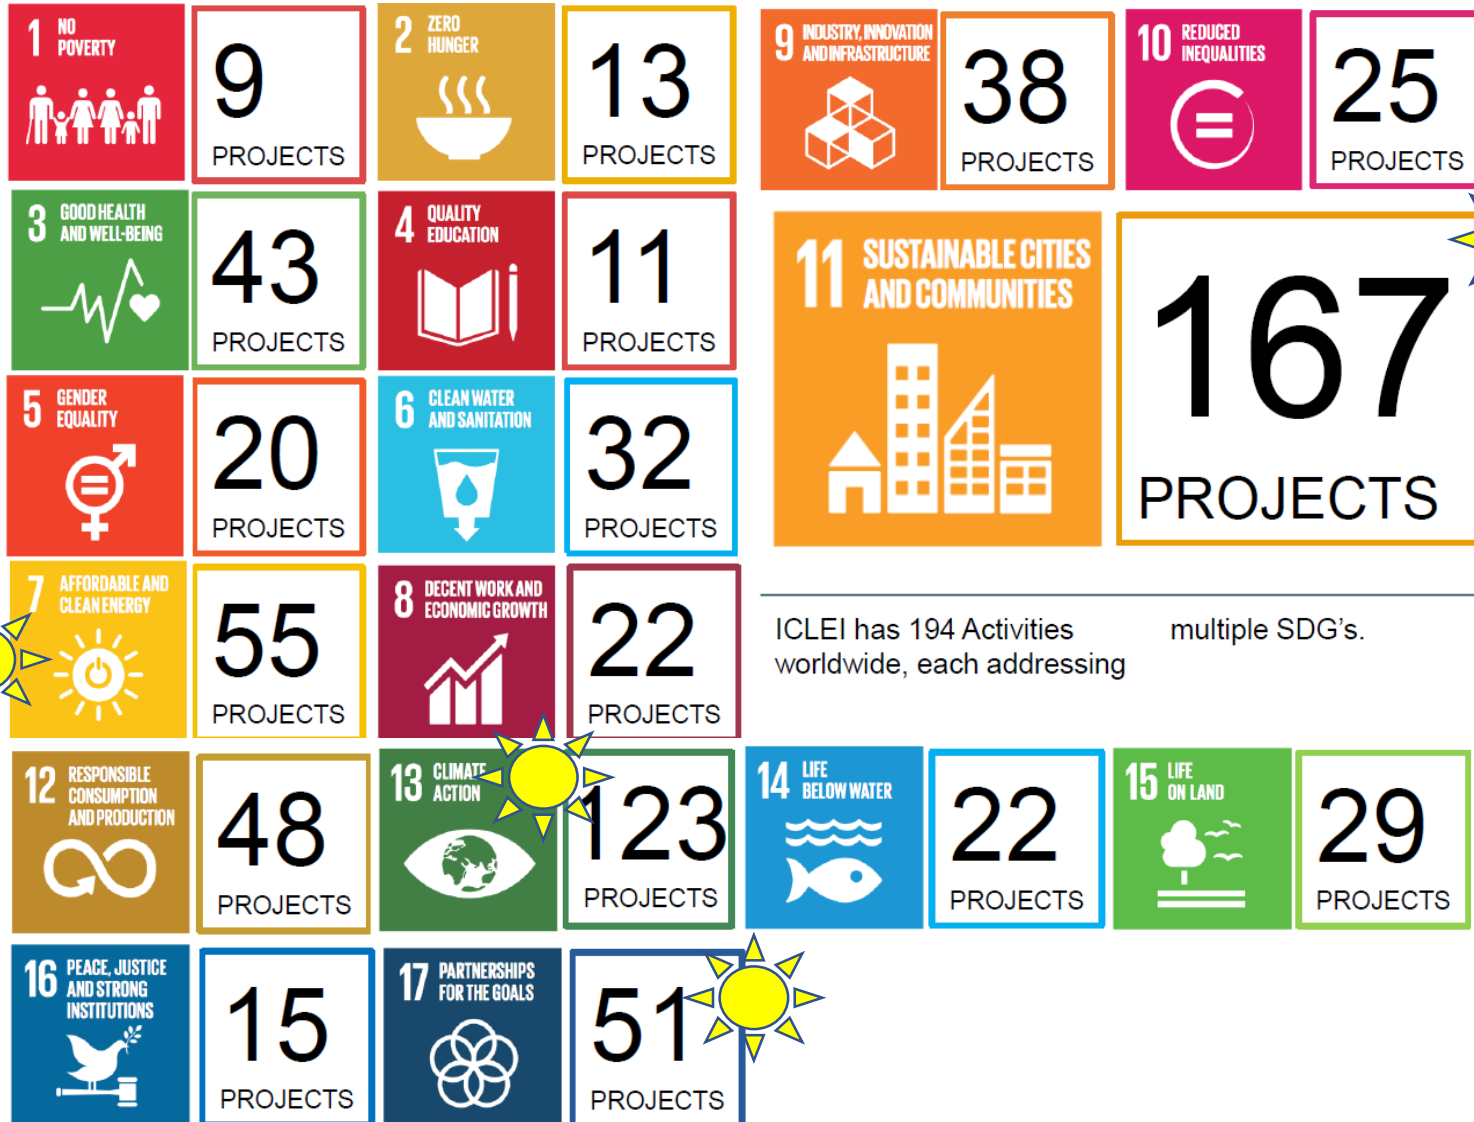 1 NO
POVERTY
9
PROJECTS
2 ZERO
HUNGER
13
PROJECTS
3 GOOD HEALTH
AND WELL-BEING
43
PROJECTS
4 QUALITY
EDUCATION
11
PROJECTS
5 GENDER
EQUALITY
20
PROJECTS
6 CLEAN WATER
AND SANITATION
32
PROJECTS
7 AFFORDABLE AND
CLEAN ENERGY
55
PROJECTS
8 DECENT WORK AND
ECONOMIC GROWTH
22
PROJECTS
9 INDUSTRY, INNOVATION
AND INFRASTRUCTURE
38
PROJECTS
10 REDUCED
INEQUALITIES
25
PROJECTS
11 SUSTAINABLE CITIES
AND COMMUNITIES
167
PROJECTS
ICLEI has 194 Activities
worldwide, each addressing
multiple SDG's.
12 RESPONSIBLE
CONSUMPTION
AND PRODUCTION
48
PROJECTS
13 CLIMATE
ACTION
123
PROJECTS
14 LIFE
BELOW WATER
22
PROJECTS
15 LIFE
ON LAND
29
PROJECTS
16 PEACE, JUSTICE
AND STRONG
INSTITUTIONS
15
PROJECTS
17 PARTNERSHIPS
FOR THE GOALS
51
PROJECTS